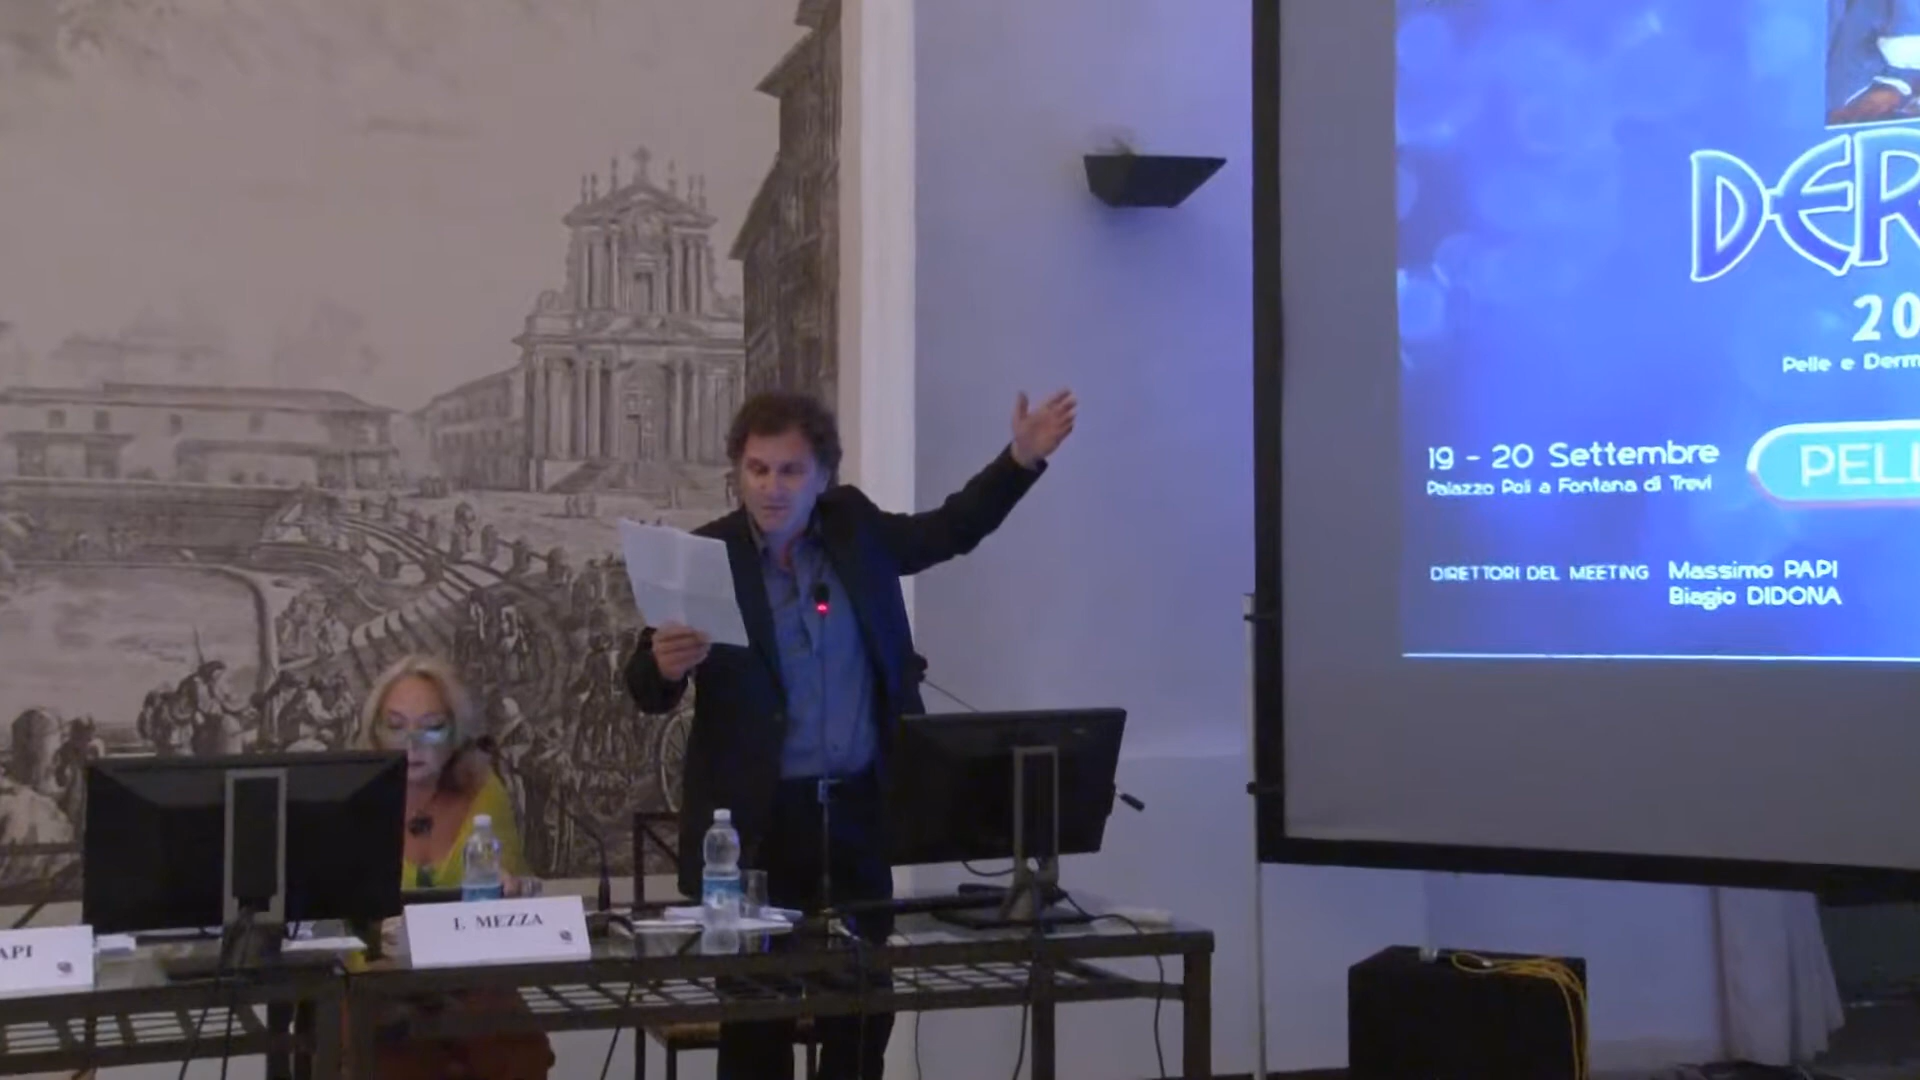 DER
20
Pelle e Derm
19 - 20 Settembre
Palazzo Poli a Fontana di Trevi
PELL
DIRETTORI DEL MEETING Massimo PAPI
Biagio DIDONA
I. MEZZA
API